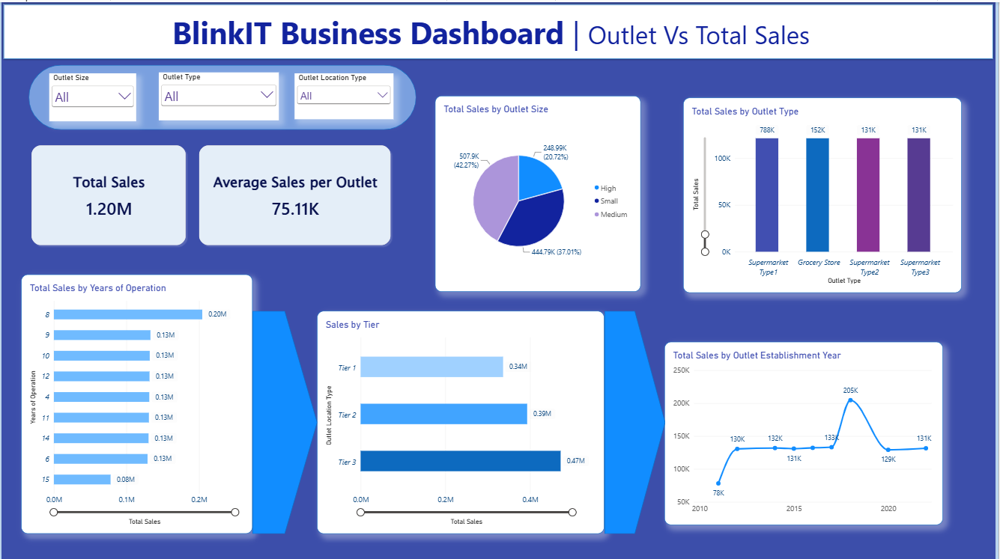 BlinkIT Business Dashboard | Outlet Vs Total Sales
Outlet Size
All
Outlet Type
All
Outlet Location Type
All
Total Sales
1.20M
Average Sales per Outlet
75.11K
Total Sales by Outlet Size
248.99K
(20.72%)
507.9K
(42.27%)
444.79K (37.01%)
High
Small
Medium
Total Sales by Outlet Type
788K
152K
131K
131K
Total Sales
100K
50K
0K
Supermarket
Type1
Grocery Store
Supermarket
Type2
Supermarket
Type3
Outlet Type
Total Sales by Years of Operation
Years of Operation
8
0.20M
9
0.13M
10
0.13M
12
0.13M
4
0.13M
11
0.13M
14
0.13M
6
0.13M
15
0.08M
0.0M
0.1M
0.2M
Total Sales
Sales by Tier
Outlet Location Type
Tier 1
0.34M
Tier 2
0.39M
Tier 3
0.47M
0.0M
0.2M
0.4M
Total Sales
Total Sales by Outlet Establishment Year
250K
200K
150K
100K
50K
78K
130K
132K
131K
133K
205K
129K
131K
2010
2015
2020